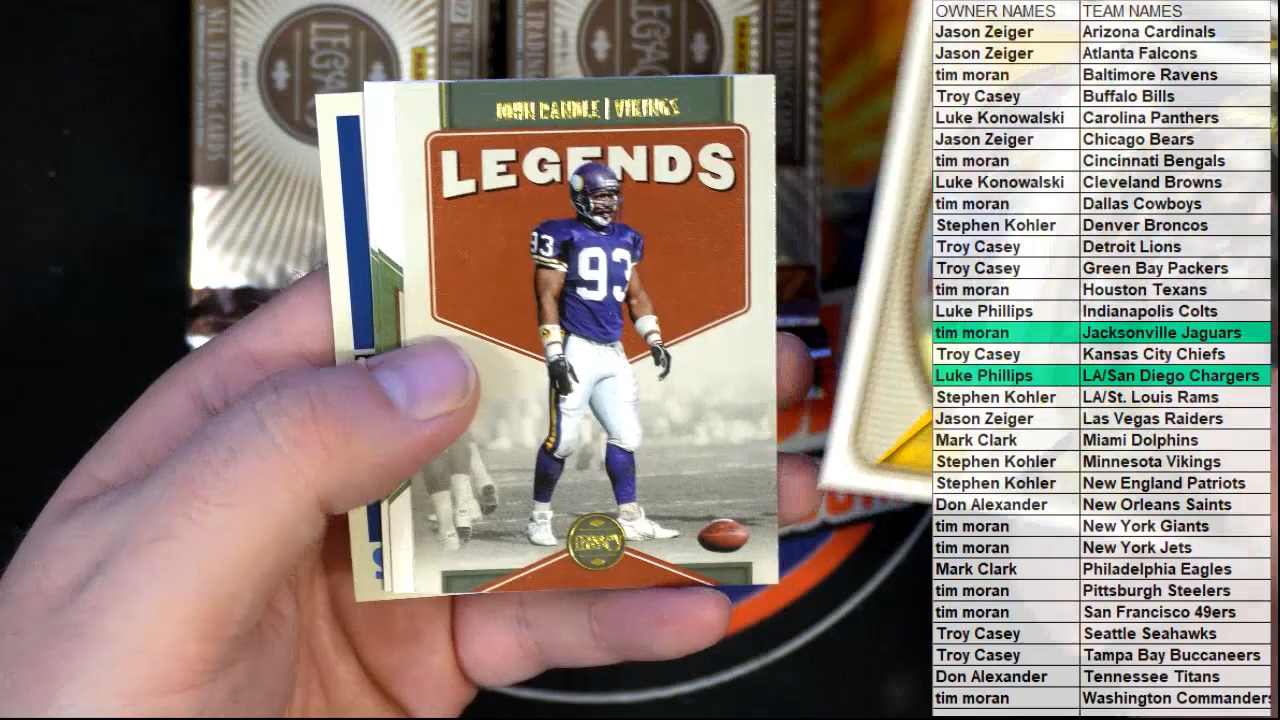 JOHN RANDLE | VIKINGS
LEGENDS
93
93
LEGACY
LEGACY
OWNER NAMES TEAM NAMES
Jason Zeiger Arizona Cardinals
Jason Zeiger Atlanta Falcons
tim moran Baltimore Ravens
Troy Casey Buffalo Bills
Luke Konowalski Carolina Panthers
Jason Zeiger Chicago Bears
tim moran Cincinnati Bengals
Luke Konowalski Cleveland Browns
tim moran Dallas Cowboys
Stephen Kohler Denver Broncos
Troy Casey Detroit Lions
Troy Casey Green Bay Packers
tim moran Houston Texans
Luke Phillips Indianapolis Colts
tim moran Jacksonville Jaguars
Troy Casey Kansas City Chiefs
Luke Phillips LA/San Diego Chargers
Stephen Kohler LA/St. Louis Rams
Jason Zeiger Las Vegas Raiders
Mark Clark Miami Dolphins
Stephen Kohler Minnesota Vikings
Stephen Kohler New England Patriots
Don Alexander New Orleans Saints
tim moran New York Giants
tim moran New York Jets
Mark Clark Philadelphia Eagles
tim moran Pittsburgh Steelers
tim moran San Francisco 49ers
Troy Casey Seattle Seahawks
Troy Casey Tampa Bay Buccaneers
Don Alexander Tennessee Titans
tim moran Washington Commanders